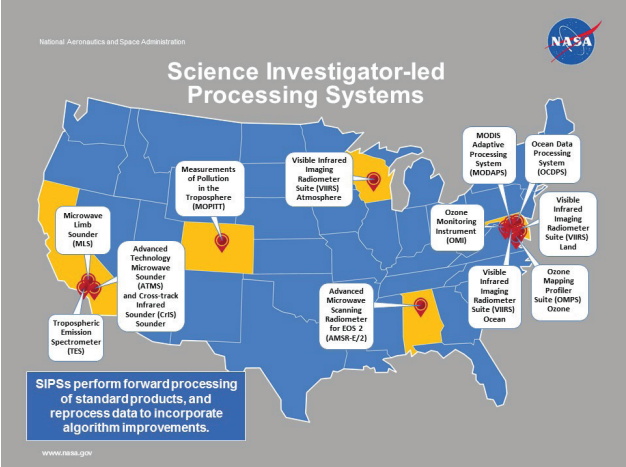 National Aeronautics and Space Administration
NASA
Science Investigator-led
Processing Systems
MODIS
Adaptive
Processing
System
(MODAPS)
Ocean Data
Processing
System
(OCDPS)
Visible Infrared
Imaging
Radiometer
Suite (VIIRS)
Atmosphere
Measurements
of Pollution
in the
Troposphere
(MOPITT)
Visible
Infrared
Imaging
Radiometer
Suite (VIIRS)
Land
Ozone
Monitoring
Instrument
(OMI)
Microwave
Limb
Sounder
(MLS)
Advanced
Technology
Microwave
Sounder
(ATMS)
and Cross-track
Infrared
Sounder (CrIS)
Sounder
Visible
Infrared
Imaging
Radiometer
Suite (VIIRS)
Ocean
Ozone
Mapping
Profiler
Suite (OMPS)
Ozone
Advanced
Microwave
Scanning
Radiometer
for EOS 2
(AMSR-E/2)
Tropospheric
Emission
Spectrometer
(TES)
SIPSs perform forward processing
of standard products, and
reprocess data to incorporate
algorithm improvements.
www.nasa.gov